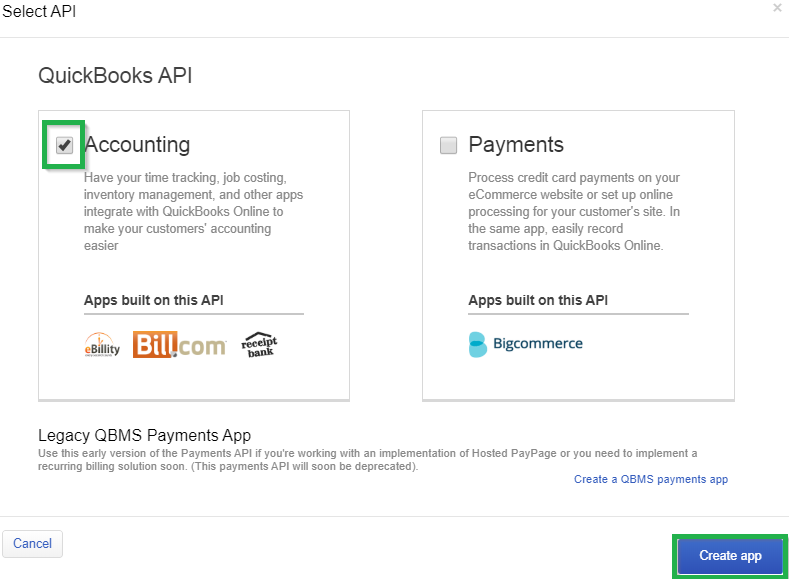 Select API
×
QuickBooks API
Accounting
Have your time tracking, job costing,
inventory management, and other apps
integrate with QuickBooks Online to
make your customers' accounting
easier
Apps built on this API
eBillity
Bill.com
receipt
bank
Payments
Process credit card payments on your
eCommerce website or set up online
processing for your customer's site. In
the same app, easily record
transactions in QuickBooks Online.
Apps built on this API
Bigcommerce
Legacy QBMS Payments App
Use this early version of the Payments API if you're working with an implementation of Hosted PayPage or you need to implement a
recurring billing solution soon. (This payments API will soon be deprecated).
Create a QBMS payments app
Cancel
Create app